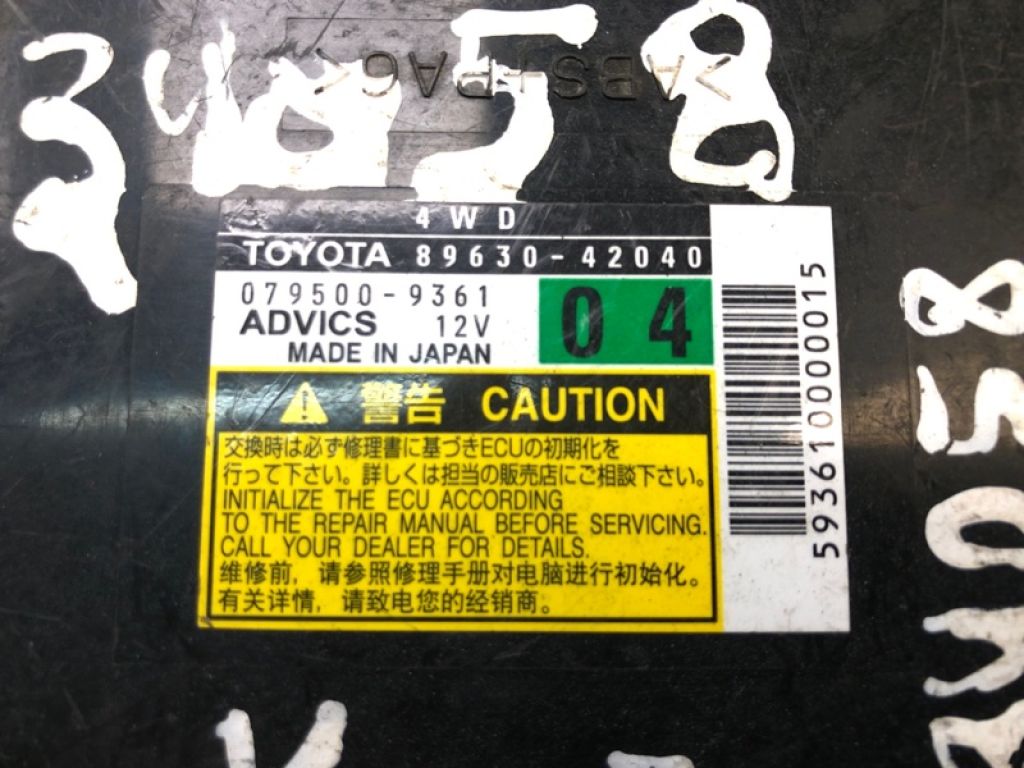 34058
>ABS+PA6<
4WD
TOYOTA 89630-42040
079500-9361
ADVICS 12V
MADE IN JAPAN
04
警告 CAUTION
交換時は必ず修理書に基づきECUの初期化を
行って下さい。詳しくは担当の販売店にご相談下さい。
INITIALIZE THE ECU ACCORDING
TO THE REPAIR MANUAL BEFORE SERVICING.
CALL YOUR DEALER FOR DETAILS.
维修前，请参照修理手册对电脑进行初始化。
有关详情，请致电您的经销商。
593610000015